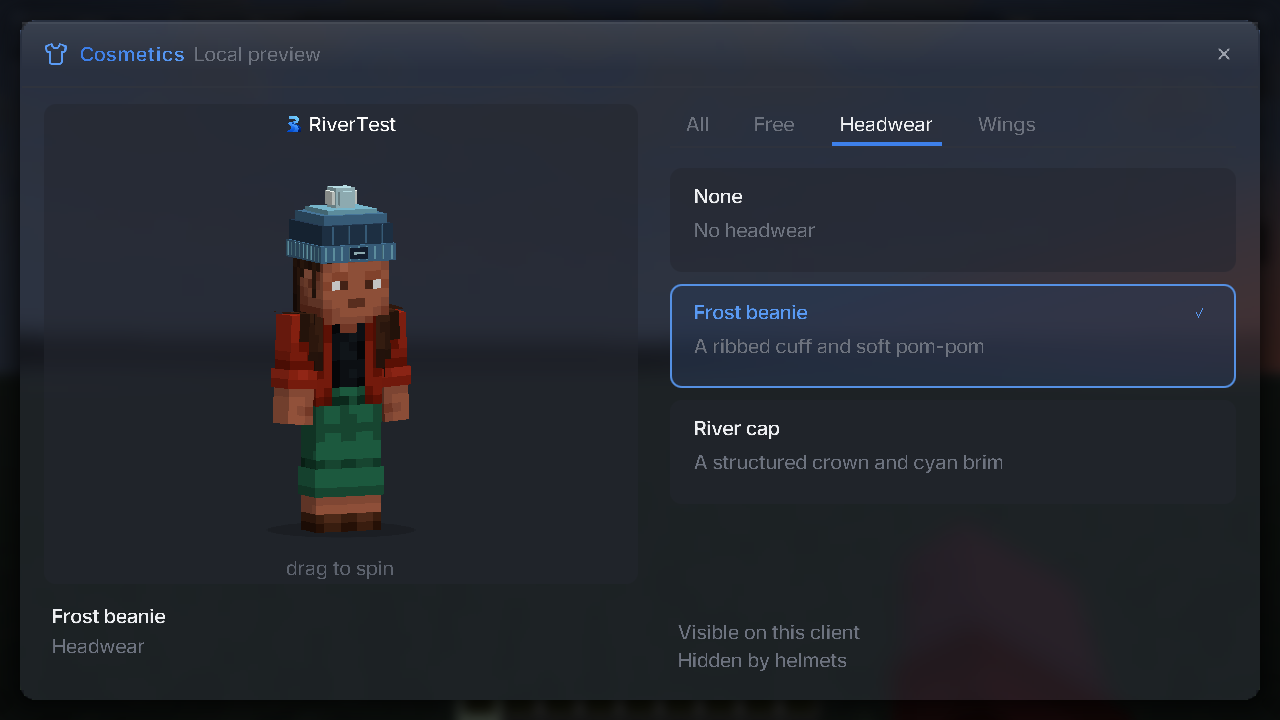 Cosmetics Local preview
RiverTest
drag to spin
Frost beanie
Headwear
All Free Headwear Wings
None
No headwear
Frost beanie
A ribbed cuff and soft pom-pom
River cap
A structured crown and cyan brim
Visible on this client
Hidden by helmets